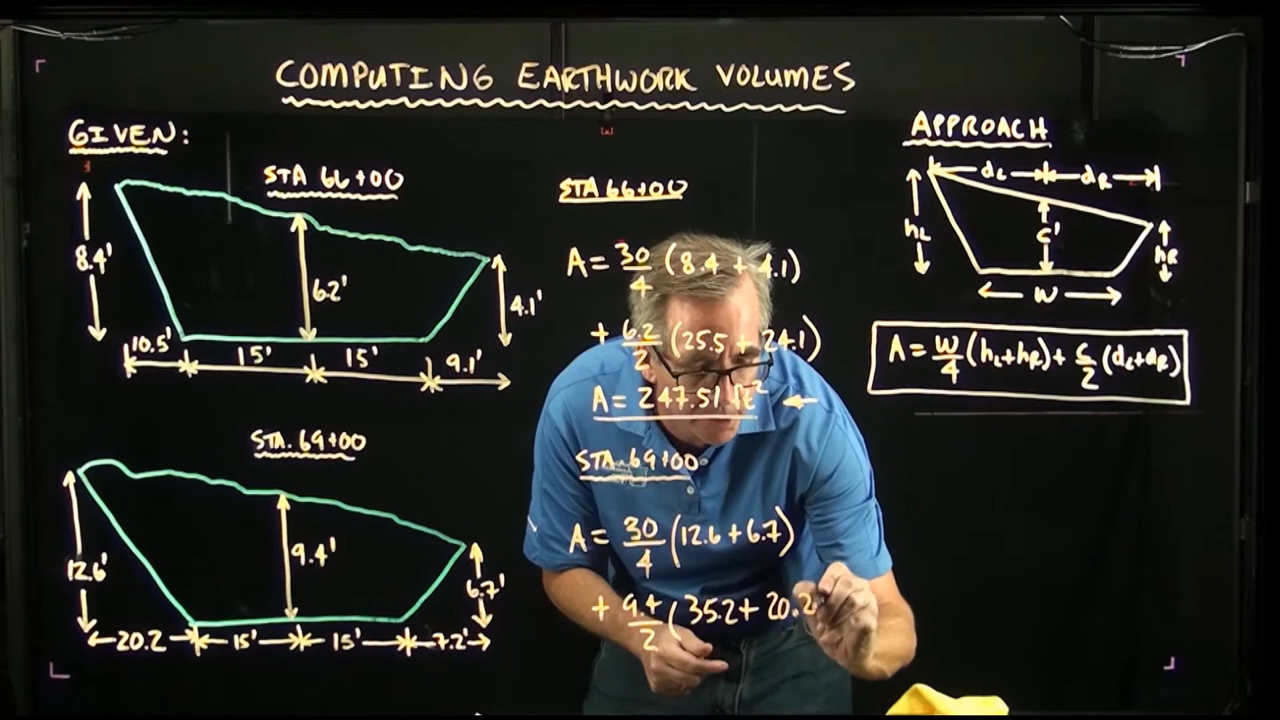 COMPUTING EARTHWORK VOLUMES
GIVEN:
STA 66+00
8.4'
6.2'
4.1'
10.5'
15'
15'
9.1'
STA. 69+00
12.6'
9.4'
6.7'
20.2
15'
15'
7.2'
STA 66+00
A = 30/4 (8.4 + 4.1)
+ 6.2/2 (25.5 + 24.1)
A = 247.51 ft²
STA. 69+00
A = 30/4 (12.6 + 6.7)
+ 9.4/2 (35.2 + 20.2
APPROACH
dL
dR
hL
C'
hR
W
A = W/4 (hL + hR) + C/2 (dL + dR)